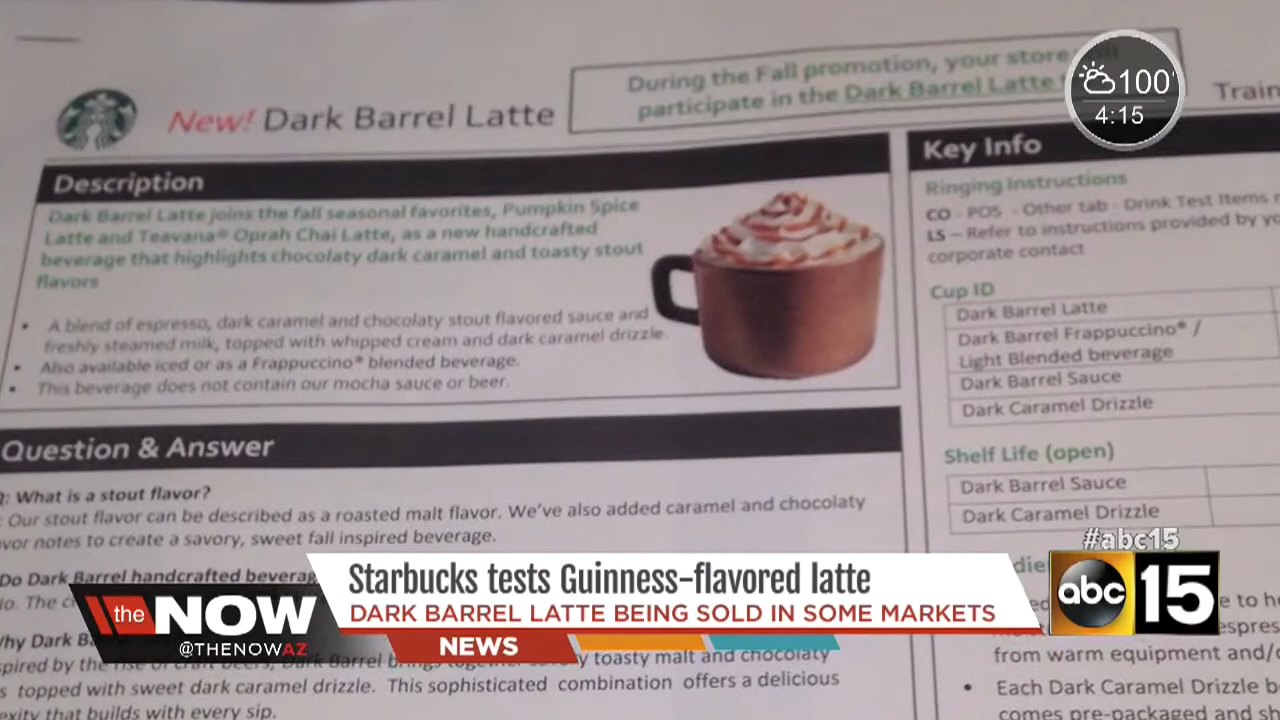 New! Dark Barrel Latte
During the Fall promotion, your store
participate in the Dark Barrel Latte
100°
4:15
Description
Dark Barrel Latte joins the fall seasonal favorites, Pumpkin Spice
Latte and Teavana® Oprah Chai Latte, as a new handcrafted
beverage that highlights chocolaty dark caramel and toasty stout
flavors
• A blend of espresso, dark caramel and chocolaty stout flavored sauce and
freshly steamed milk, topped with whipped cream and dark caramel drizzle.
• Also available iced or as a Frappuccino® blended beverage.
• This beverage does not contain our mocha sauce or beer.
Key Info
Ringing Instructions
CO - POS - Other tab - Drink Test Items
LS – Refer to instructions provided by
corporate contact
Cup ID
Dark Barrel Latte
Dark Barrel Frappuccino® /
Light Blended beverage
Dark Barrel Sauce
Dark Caramel Drizzle
Shelf Life (open)
Dark Barrel Sauce
Dark Caramel Drizzle
Question & Answer
: What is a stout flavor?
Our stout flavor can be described as a roasted malt flavor. We've also added caramel and chocolaty
notes to create a savory, sweet fall inspired beverage.
Do Dark Barrel handcrafted
The
Dark
by the rise of craft beers, Dark Barrel
toasty malt and chocolaty
topped with sweet dark caramel drizzle. This sophisticated combination offers a delicious
that builds with every sip.
to
from warm equipment
• Each Dark Caramel Drizzle
comes pre-packaged and
Starbucks tests Guinness-flavored latte
DARK BARREL LATTE BEING SOLD IN SOME MARKETS
NEWS
the NOW
@THENOWAZ
#abc15
abc 15